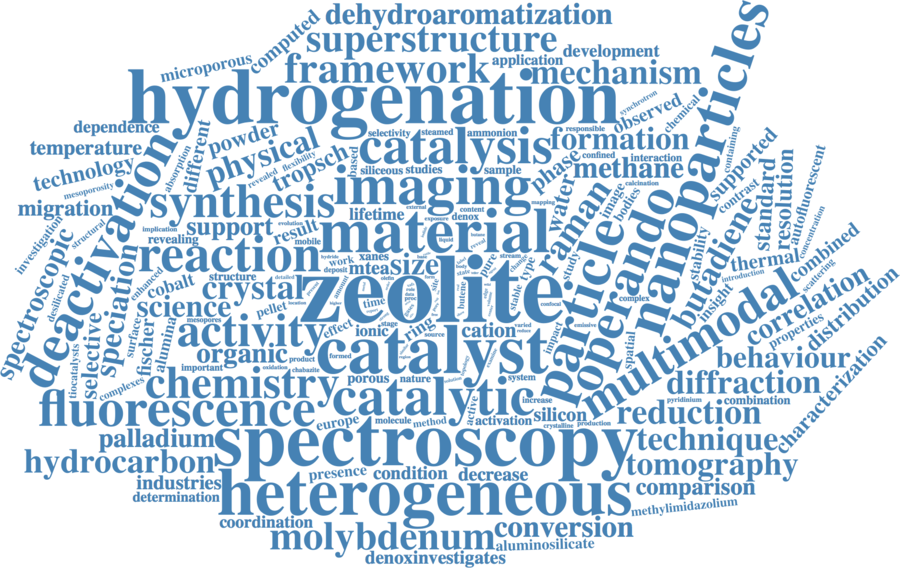 dehydroaromatization
computed
superstructure
development
microporous
framework
application
mechanism
nanoparticles
hydrogenation
synchrotron
observed
chemical
dependence
temperature
technology
mesoporosity
migration
investigation
structural
spectroscopic
deactivation
absorption
different
powder
physical
selectivity
steamed
ammonion
responsible
catalysis
formation
confined
interaction
containing
supported
tropsch
based
revealed
flexibility
siliceous
studies
sample
phase
methane
contrast
imaging
mapping
calcination
image
bodies
synthesis
implication
evolution
lifetime
external
content
exposure
denox
water
raman
standard
resolution
autofluorescent
concentration
support
result
revealing
mobile
material
liquid
reveal
operando
butadiene
stability
insight
thermal
introduction
combined
scattering
reaction
hydride
work
deposit
xanes
mtea
size
pure
stream
change
type
study
particle
complex
multimodal
correlation
properties
distribution
desilicated
selective
speciation
enhanced
cobalt
structure
detailed
crystal
location
pellet
time
zeolite
butene
stable
confocal
science
mesopores
surface
fischer
alumina
activity
effect
stage
ionic
ring
source
cation
varied
reduce
emissive
impact
spatial
behaviour
organic
product
important
oxidation
chabazite
formed
catalyst
tiocatalysts
complexes
chemistry
porous
nature
system
diffraction
pyridinium
combination
characterization
catalytic
active
increase
fluorescence
europe
molecule
method
activation
silicon
crystalline
production
reduction
palladium
spectroscopy
technique
hydrocarbon
presence
condition
decrease
tomography
industries
determination
heterogeneous
comparison
methylimidazolium
coordination
molybdenum
conversion
aluminosilicate
denoxinvestigates